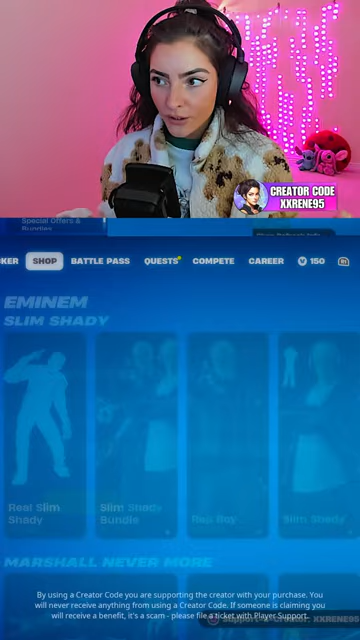 CREATOR CODE
XXRENE95
Special Offers &
Bundles
KER SHOP BATTLE PASS QUESTS COMPETE CAREER V 150
EMINEM
SLIM SHADY
Real Slim
Shady
Slim Shady
Bundle
Rap Boy
Slim Shady
MARSHALL NEVER MORE
By using a Creator Code you are supporting the creator with your purchase. You
will never receive anything from using a Creator Code. If someone is claiming you
will receive a benefit, it's a scam - please file a ticket with Player Support.
XXRENE95